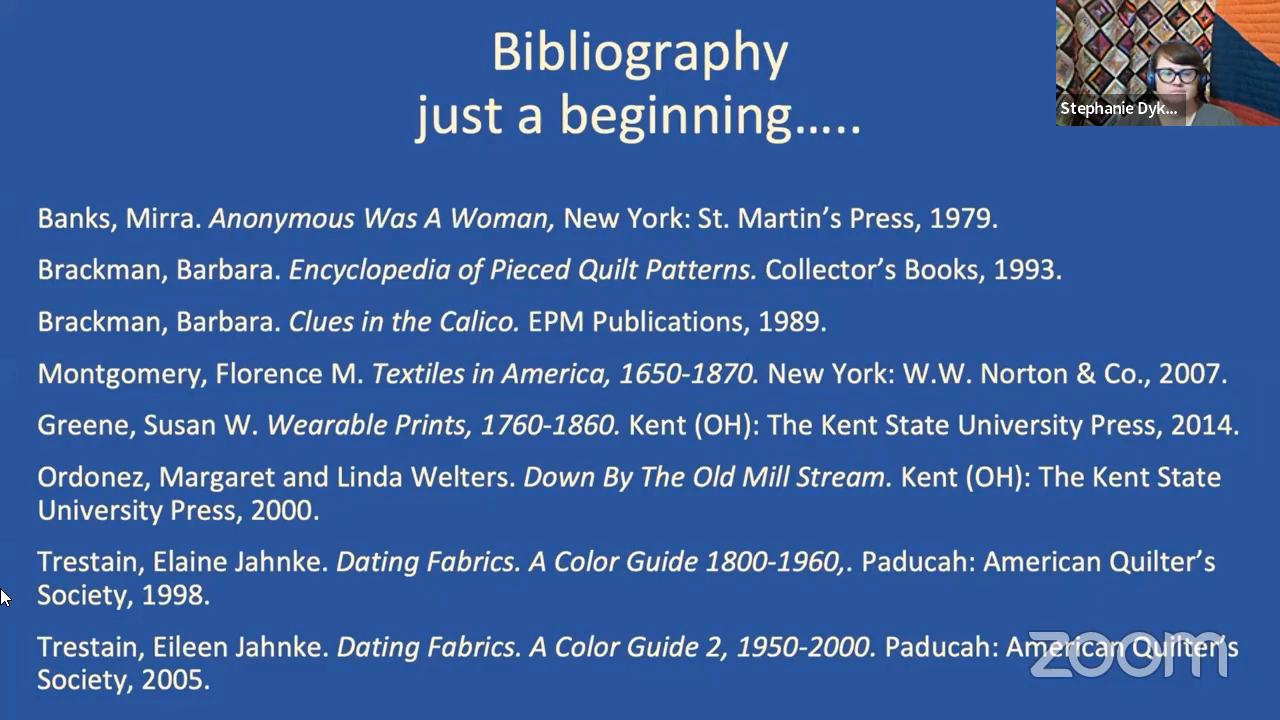 Bibliography
just a beginning…..
Stephanie Dyk...
Banks, Mirra. Anonymous Was A Woman, New York: St. Martin’s Press, 1979.
Brackman, Barbara. Encyclopedia of Pieced Quilt Patterns. Collector’s Books, 1993.
Brackman, Barbara. Clues in the Calico. EPM Publications, 1989.
Montgomery, Florence M. Textiles in America, 1650-1870. New York: W.W. Norton & Co., 2007.
Greene, Susan W. Wearable Prints, 1760-1860. Kent (OH): The Kent State University Press, 2014.
Ordonez, Margaret and Linda Welters. Down By The Old Mill Stream. Kent (OH): The Kent State
University Press, 2000.
Trestain, Elaine Jahnke. Dating Fabrics. A Color Guide 1800-1960,. Paducah: American Quilter’s
Society, 1998.
Trestain, Eileen Jahnke. Dating Fabrics. A Color Guide 2, 1950-2000. Paducah: American Quilter’s
Society, 2005.
zoom